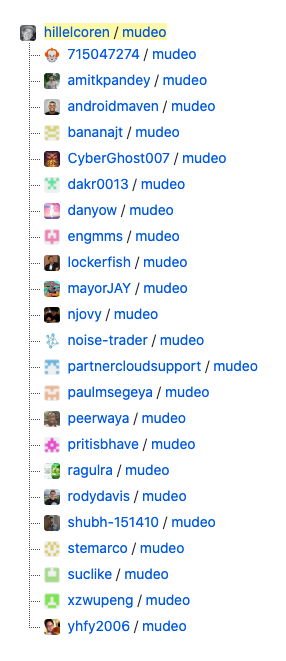 hillelcoren / mudeo
715047274 / mudeo
amitkpandey / mudeo
androidmaven / mudeo
bananajt / mudeo
CyberGhost007 / mudeo
dakr0013 / mudeo
danyow / mudeo
engmms / mudeo
lockerfish / mudeo
mayorJAY / mudeo
njovy / mudeo
noise-trader / mudeo
partnercloudsupport / mudeo
paulmsegeya / mudeo
peerwaya / mudeo
pritisbhave / mudeo
ragulra / mudeo
rodydavis / mudeo
shubh-151410 / mudeo
stemarco / mudeo
suclike / mudeo
xzwupeng / mudeo
yhfy2006 / mudeo